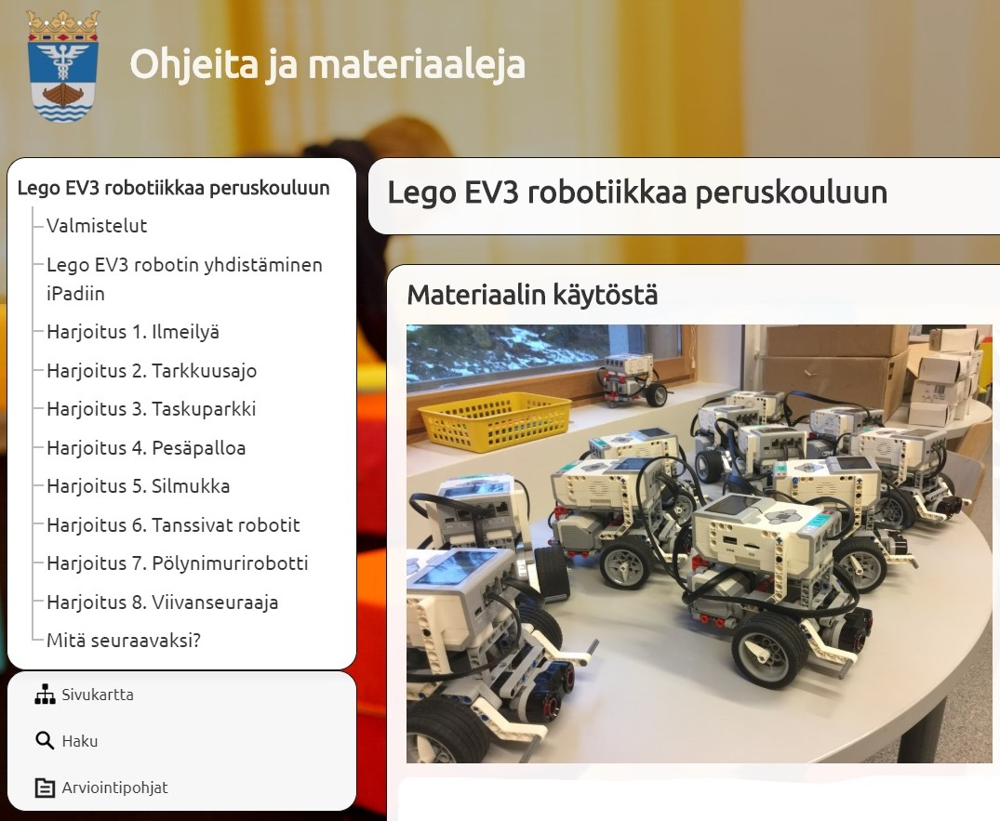 Ohjeita ja materiaaleja
Lego EV3 robotiikkaa peruskouluun
Valmistelut
Lego EV3 robotin yhdistäminen
iPadiin
Harjoitus 1. Ilmeilyä
Harjoitus 2. Tarkkuusajo
Harjoitus 3. Taskuparkki
Harjoitus 4. Pesäpalloa
Harjoitus 5. Silmukka
Harjoitus 6. Tanssivat robotit
Harjoitus 7. Pölynimurirobotti
Harjoitus 8. Viivanseuraaja
Mitä seuraavaksi?
Sivukartta
Haku
Arviointipohjat
Lego EV3 robotiikkaa peruskouluun
Materiaalin käytöstä